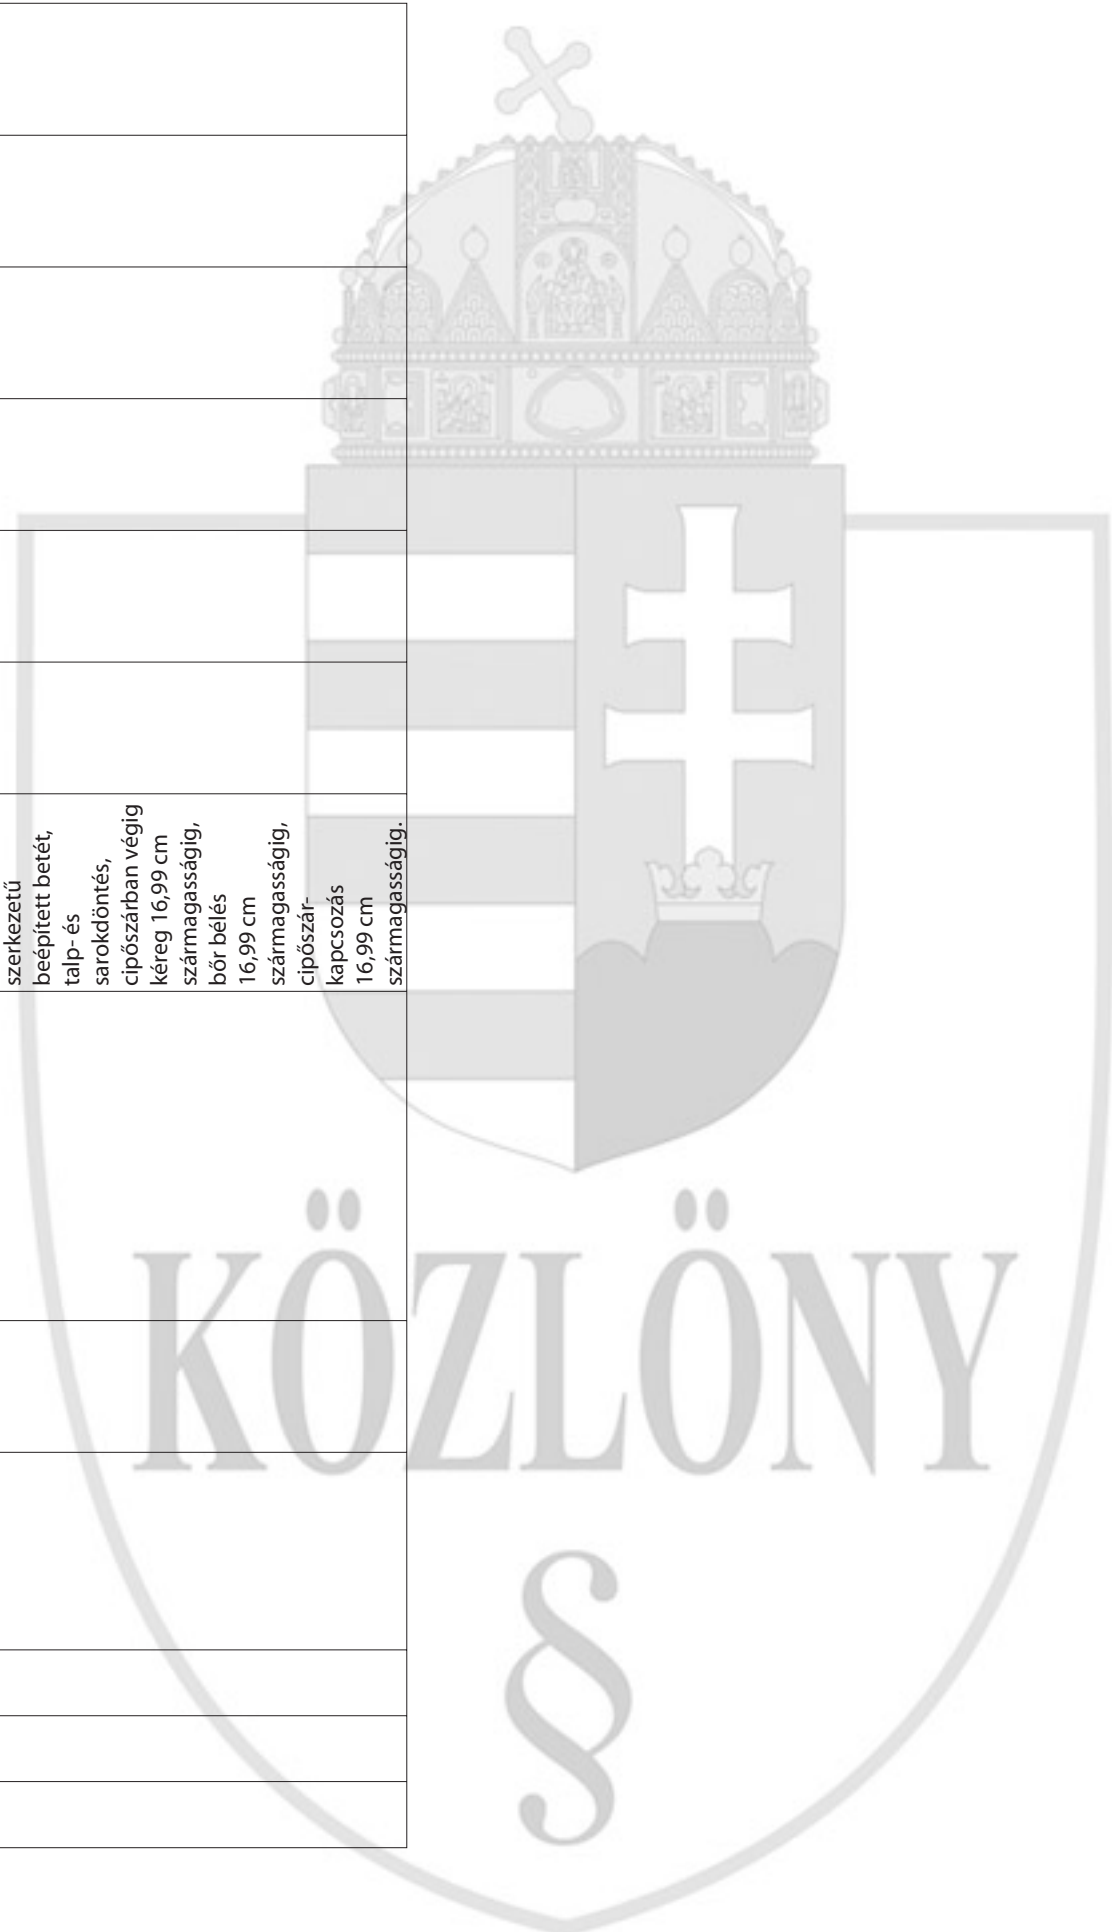 szerkezetű
beépített betét,
talp- és
sarokdöntés,
cipőszárban végig
kéreg 16,99 cm
szármagasságig,
bőr bélés
16,99 cm
szármagasságig,
cipőszár-
kapcsozás
16,99 cm
szármagasságig.
KÖZLÖNY
§